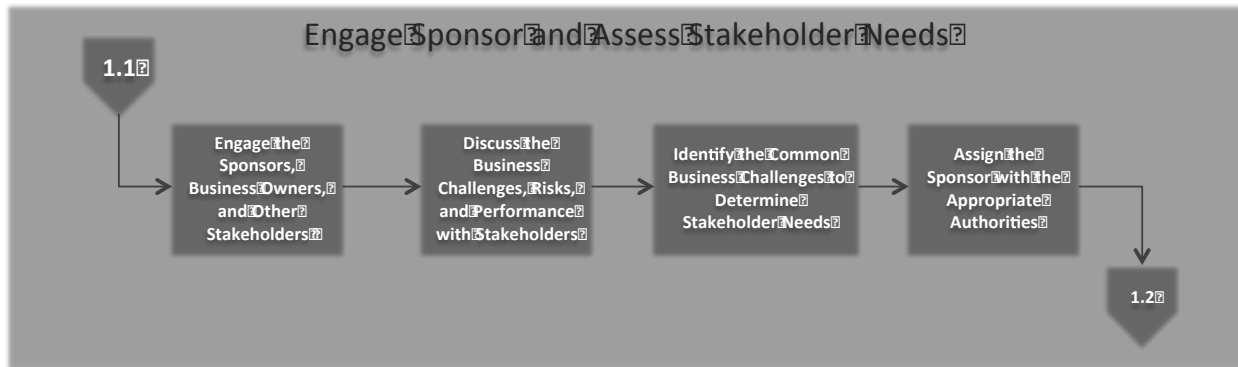 Engage Sponsor and Assess Stakeholder Needs
1.1
Engage the
Sponsors,
Business Owners,
and Other
Stakeholders
Discuss the
Business
Challenges, Risks,
and Performance
with Stakeholders
Identify the Common
Business Challenges to
Determine
Stakeholder Needs
Assign the
Sponsor with the
Appropriate
Authorities
1.2